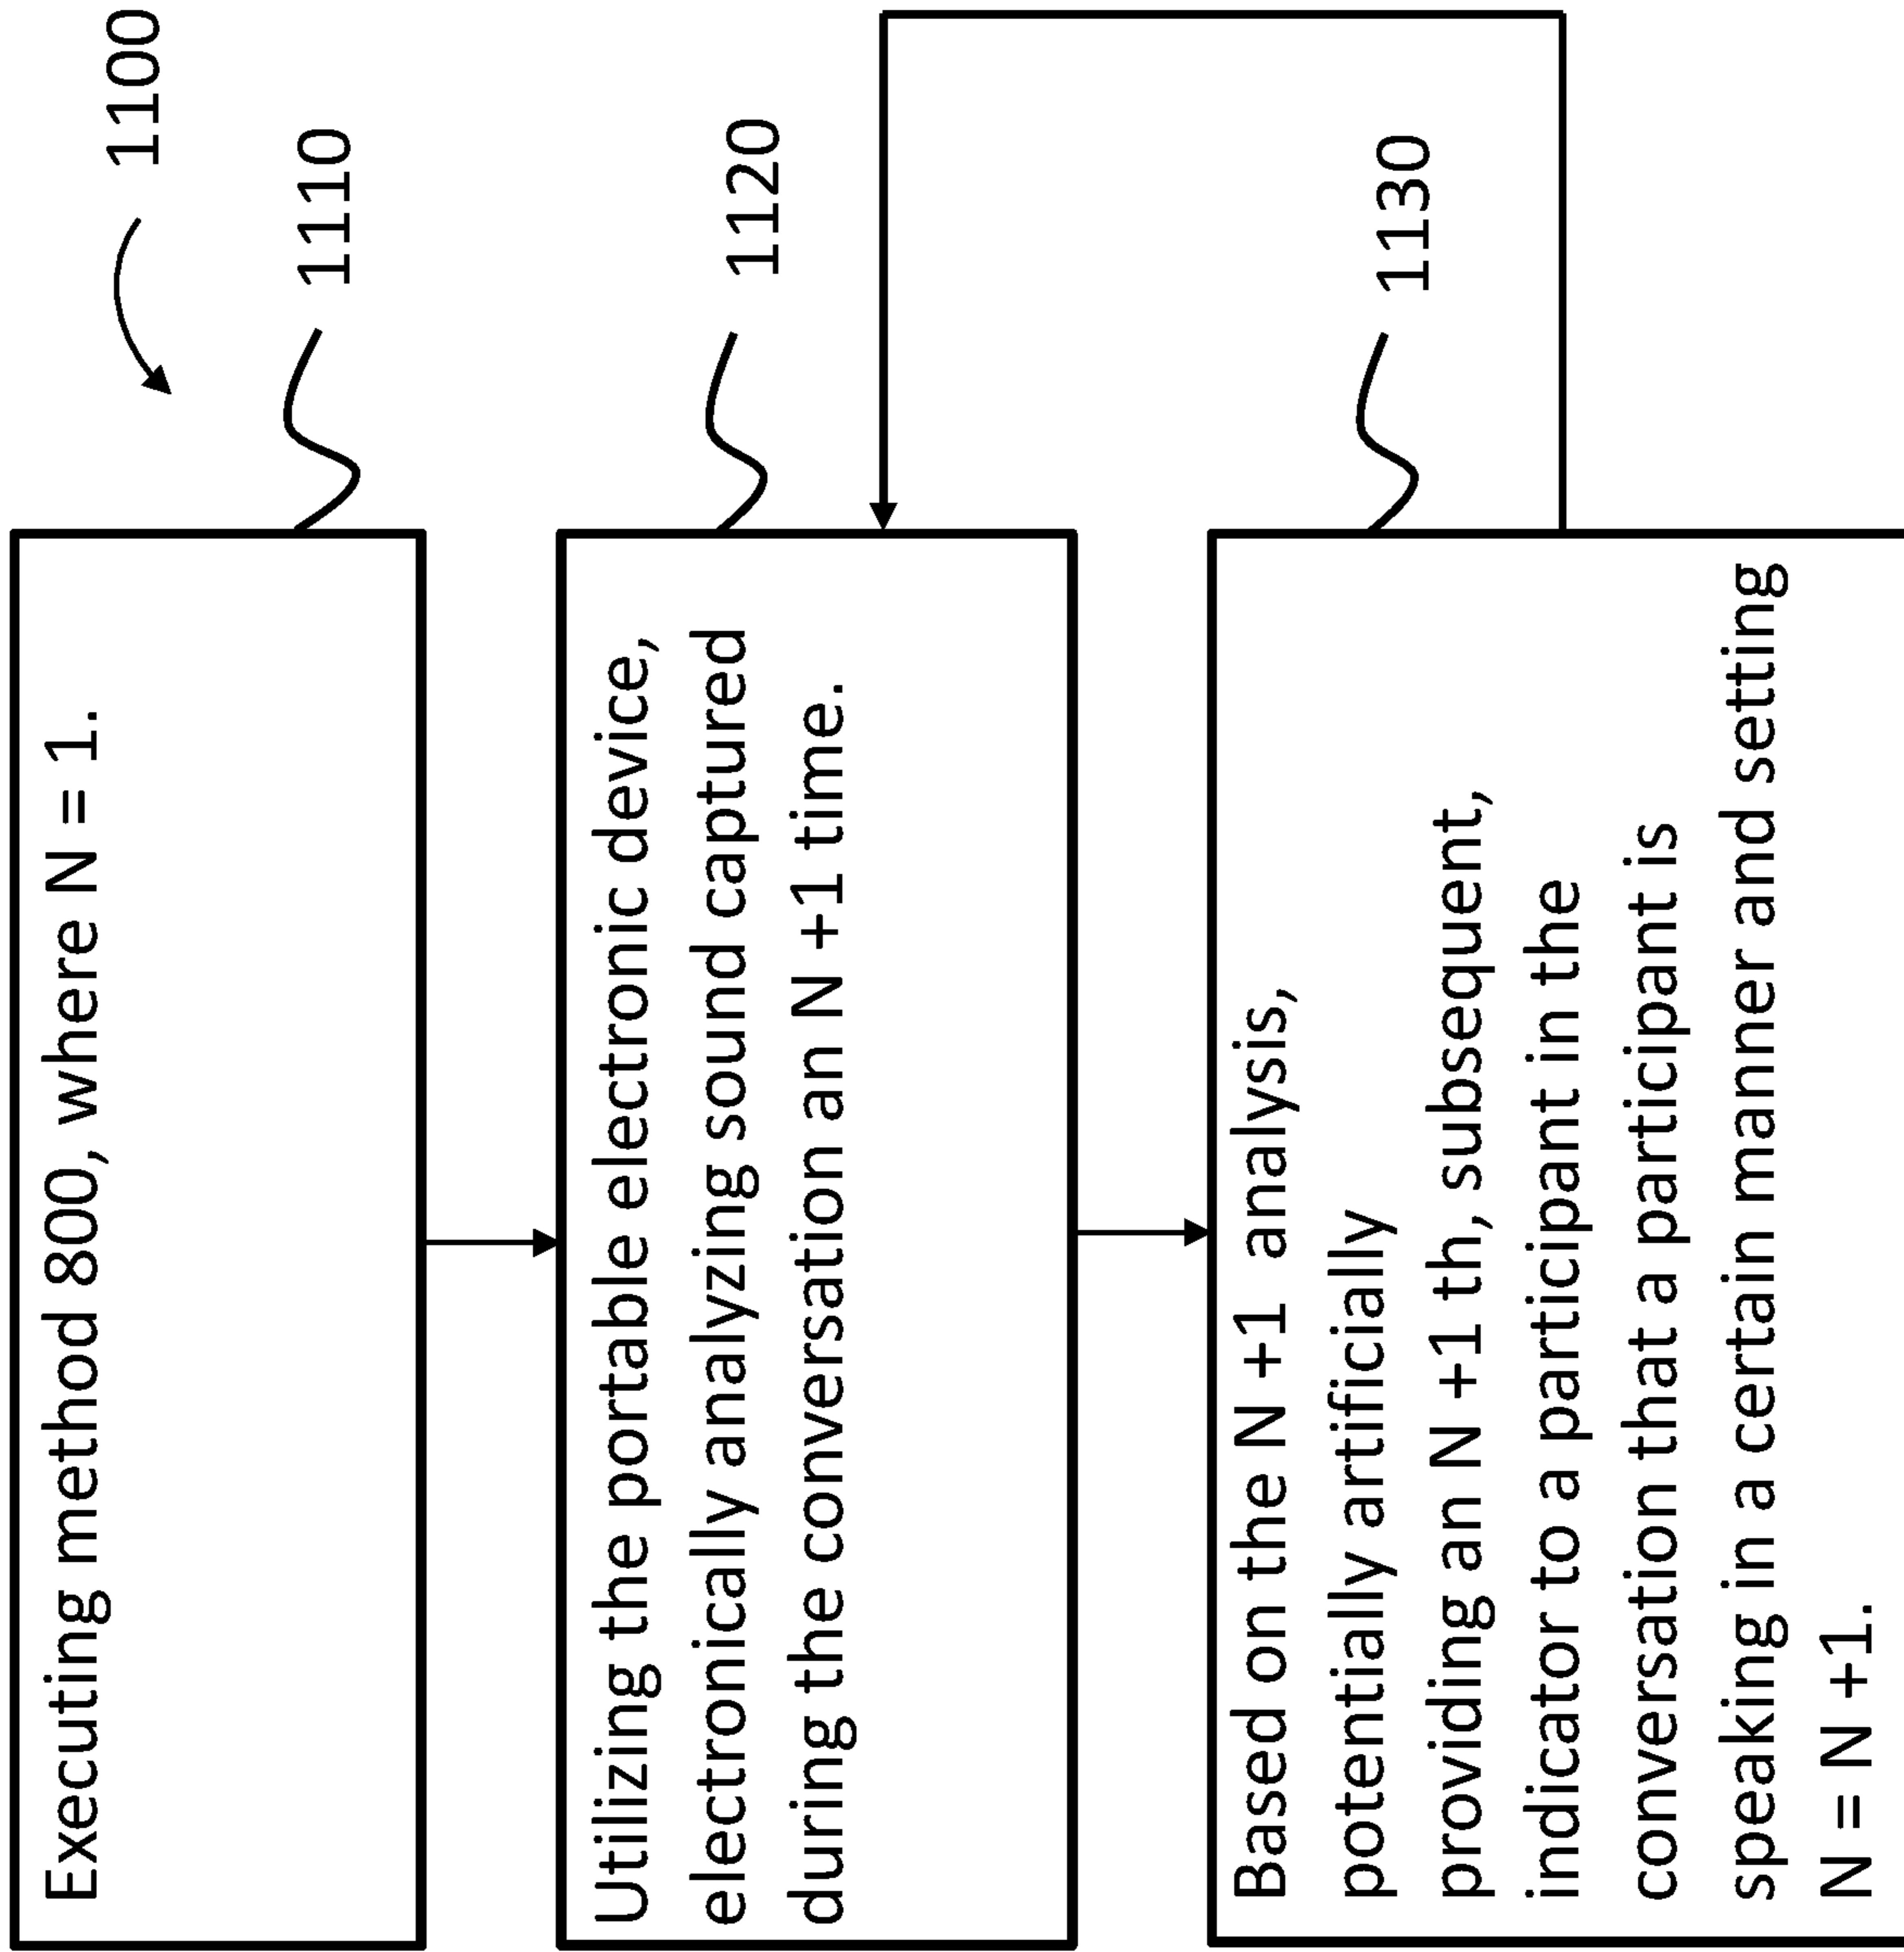 1100
Executing method 800, where N = 1.
1110
Utilizing the portable electronic device,
electronically analyzing sound captured
during the conversation an N +1 time.
1120
Based on the N +1 analysis,
potentially artificially
providing an N +1 th, subsequent,
indicator to a participant in the
conversation that a participant is
speaking in a certain manner and setting
N = N +1.
1130